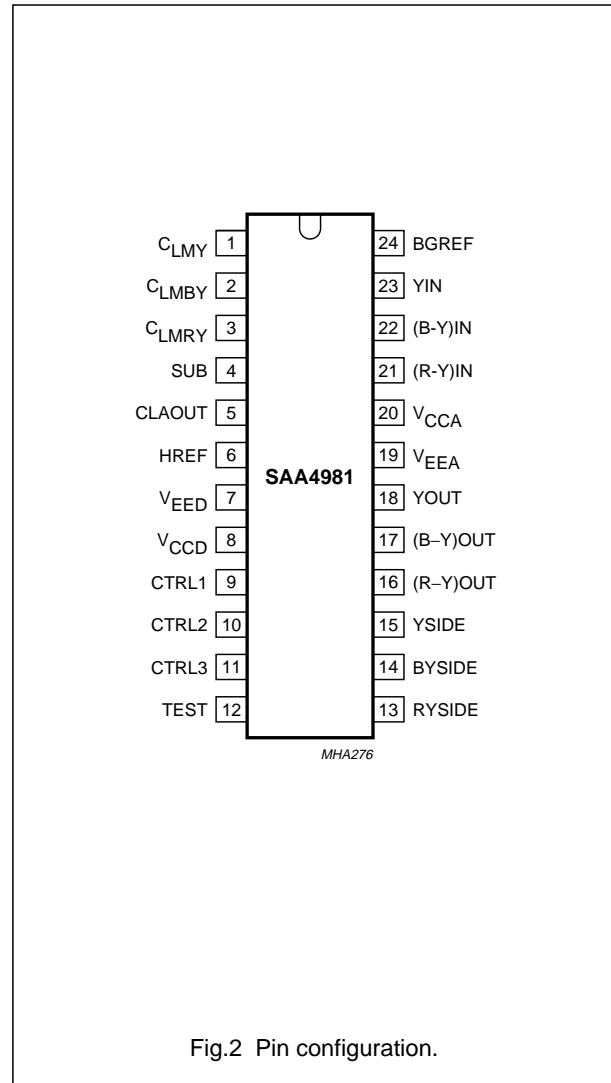 CLMY 1 24 BGREF
CLMBY 2 23 YIN
CLMRY 3 22 (B-Y)IN
SUB 4 21 (R-Y)IN
CLAOUT 5 20 VCCA
HREF 6 19 VEEA
SAA4981
VEED 7 18 YOUT
VCCD 8 17 (B−Y)OUT
CTRL1 9 16 (R−Y)OUT
CTRL2 10 15 YSIDE
CTRL3 11 14 BYSIDE
TEST 12 13 RYSIDE
MHA276
Fig.2 Pin configuration.